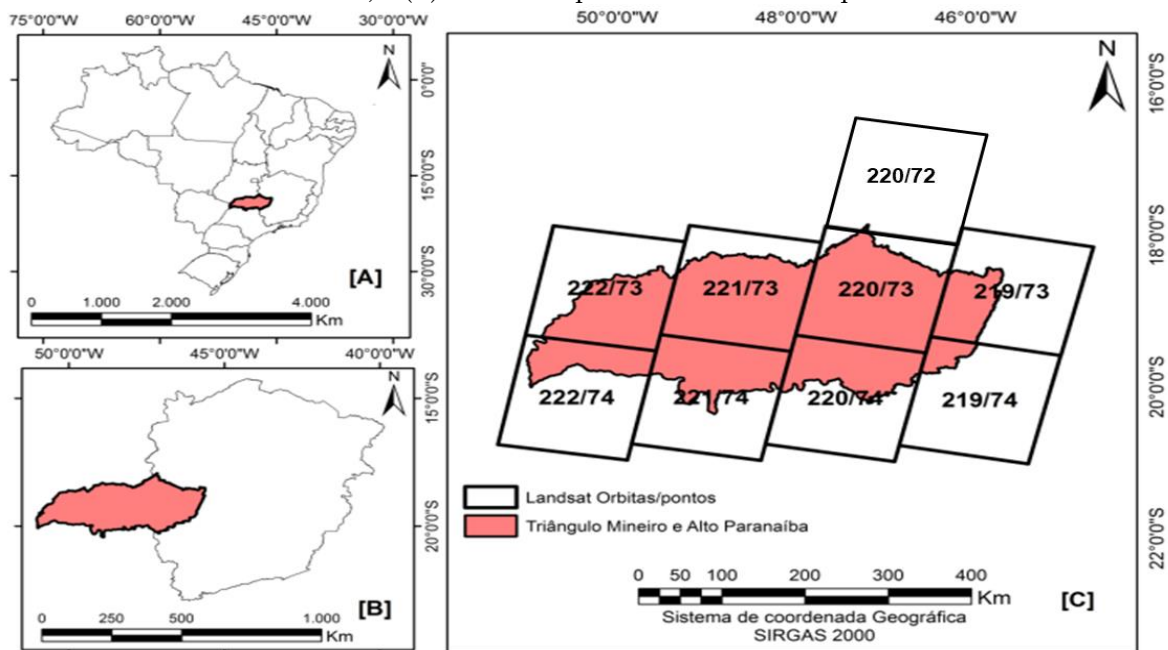 75°0'0"W 60°0'0"W 45°0'0"W 30°0'0"W
N
0°0'0"
15°0'0"S
30°0'0"S
[A]
0 1.000 2.000 4.000
Km
50°0'0"W 45°0'0"W 40°0'0"W
N
15°0'0"S
20°0'0"S
[B]
0 250 500 1.000
Km
50°0'0"W 48°0'0"W 46°0'0"W
N
16°0'0"S
18°0'0"S
20°0'0"S
22°0'0"S
220/72
222/73 221/73 220/73 219/73
222/74 221/74 220/74 219/74
Landsat Orbitas/pontos
Triângulo Mineiro e Alto Paranaíba
0 50 100 200 300 400
Km
Sistema de coordenada Geográfica
SIRGAS 2000
[C]